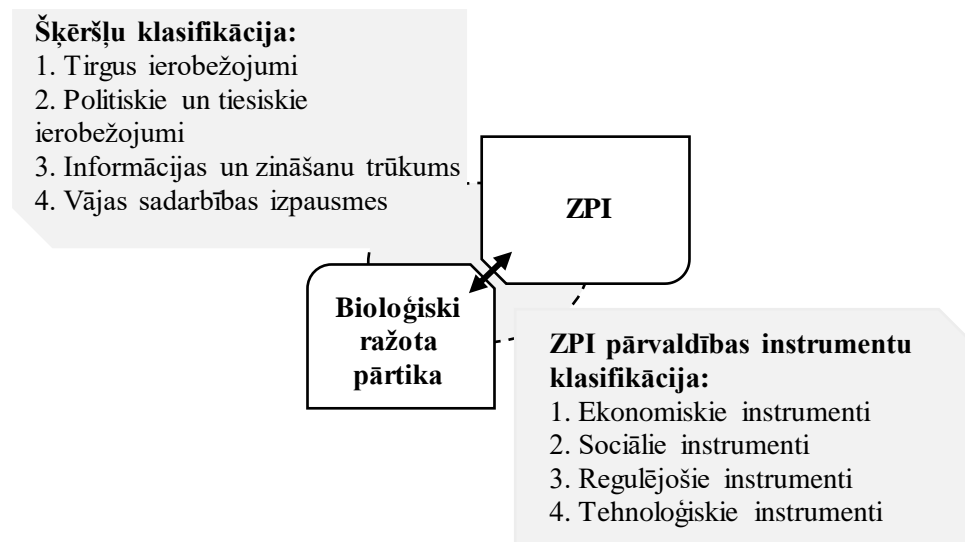 Šķēršļu klasifikācija:
1. Tirgus ierobežojumi
2. Politiskie un tiesiskie
ierobežojumi
3. Informācijas un zināšanu trūkums
4. Vājas sadarbības izpausmes
ZPI
Bioloģiski
ražota
pārtika
ZPI pārvaldības instrumentu
klasifikācija:
1. Ekonomiskie instrumenti
2. Sociālie instrumenti
3. Regulējošie instrumenti
4. Tehnoloģiskie instrumenti